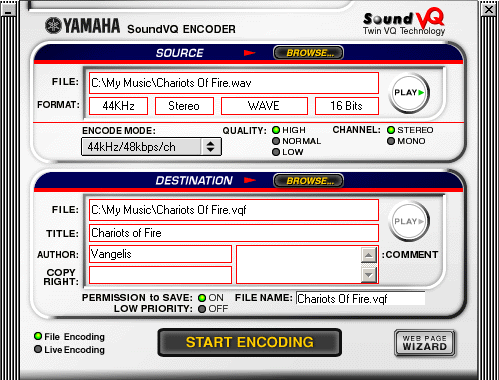 YAMAHA SoundVQ ENCODER
Sound VQ
Twin VQ Technology
SOURCE BROWSE...
FILE: C:\My Music\Chariots Of Fire.wav
PLAY
FORMAT: 44KHz Stereo WAVE 16 Bits
ENCODE MODE: QUALITY: HIGH CHANNEL: STEREO
44kHz/48kbps/ch NORMAL MONO
LOW
DESTINATION BROWSE...
FILE: C:\My Music\Chariots Of Fire.vqf
PLAY
TITLE: Chariots of Fire
AUTHOR: Vangelis :COMMENT
COPY
RIGHT:
PERMISSION to SAVE: ON FILE NAME: Chariots Of Fire.vqf
LOW PRIORITY: OFF
File Encoding
Live Encoding
START ENCODING
WEB PAGE
WIZARD